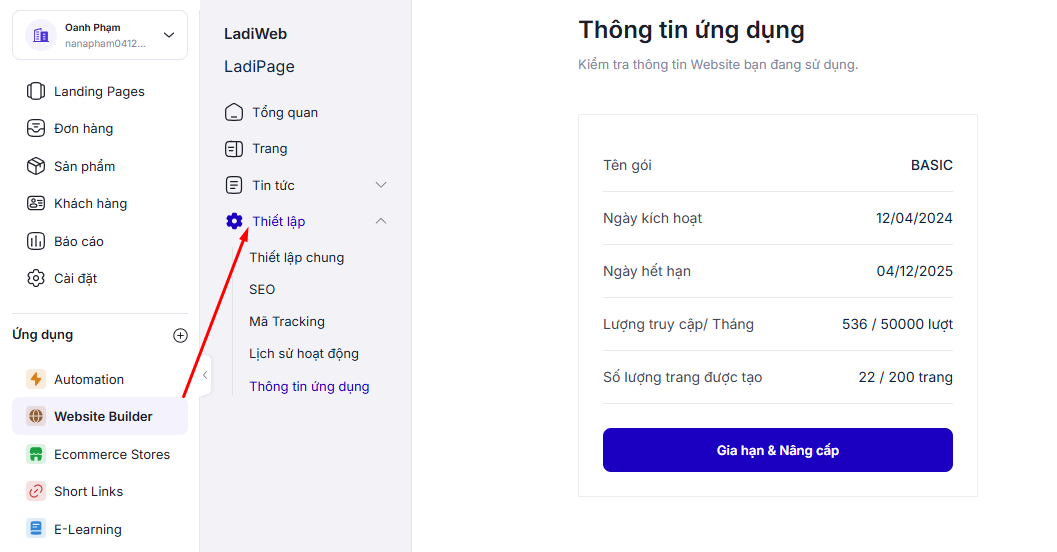 Oanh Phạm
nanapham0412...
Landing Pages
Đơn hàng
Sản phẩm
Khách hàng
Báo cáo
Cài đặt
Ứng dụng
Automation
Website Builder
Ecommerce Stores
Short Links
E-Learning
LadiWeb
LadiPage
Tổng quan
Trang
Tin tức
Thiết lập
Thiết lập chung
SEO
Mã Tracking
Lịch sử hoạt động
Thông tin ứng dụng
Thông tin ứng dụng
Kiểm tra thông tin Website bạn đang sử dụng.
Tên gói BASIC
Ngày kích hoạt 12/04/2024
Ngày hết hạn 04/12/2025
Lượng truy cập/ Tháng 536 / 50000 lượt
Số lượng trang được tạo 22 / 200 trang
Gia hạn & Nâng cấp